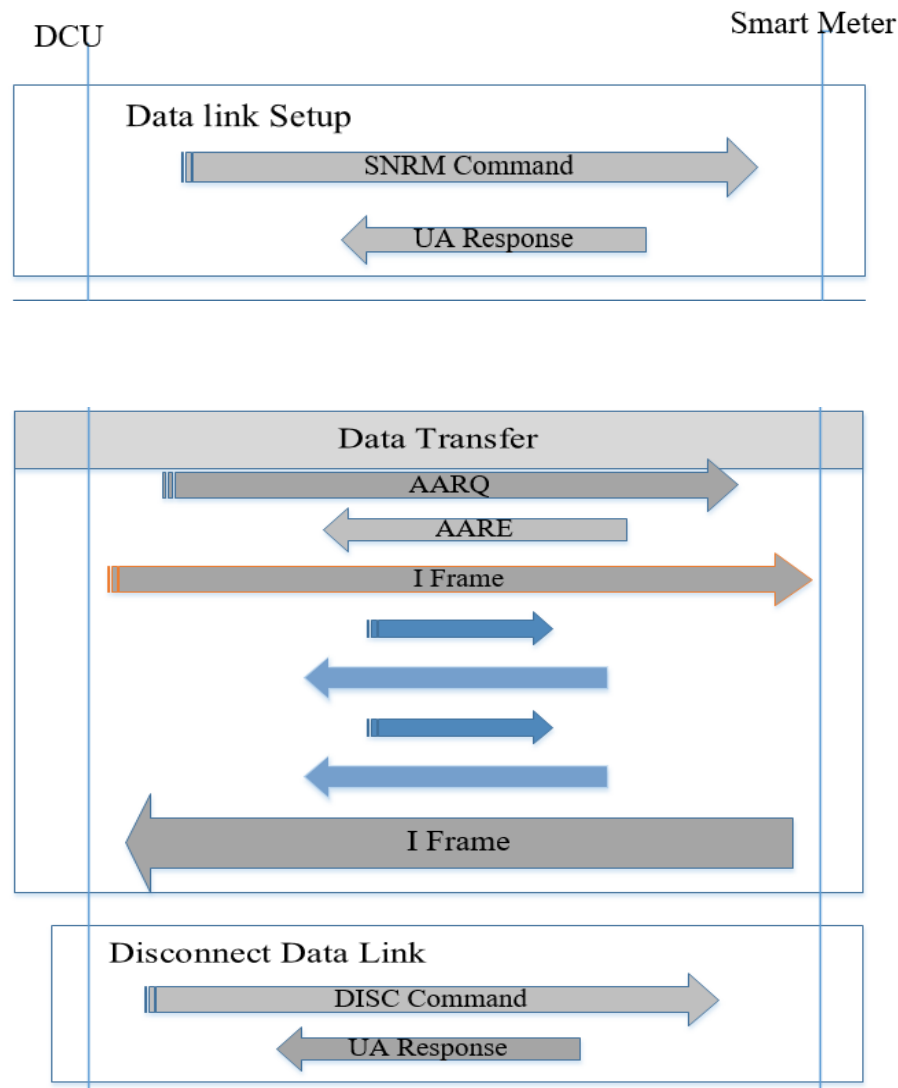 DCU
Smart Meter
Data link Setup
SNRM Command
UA Response
Data Transfer
AARQ
AARE
I Frame
I Frame
Disconnect Data Link
DISC Command
UA Response